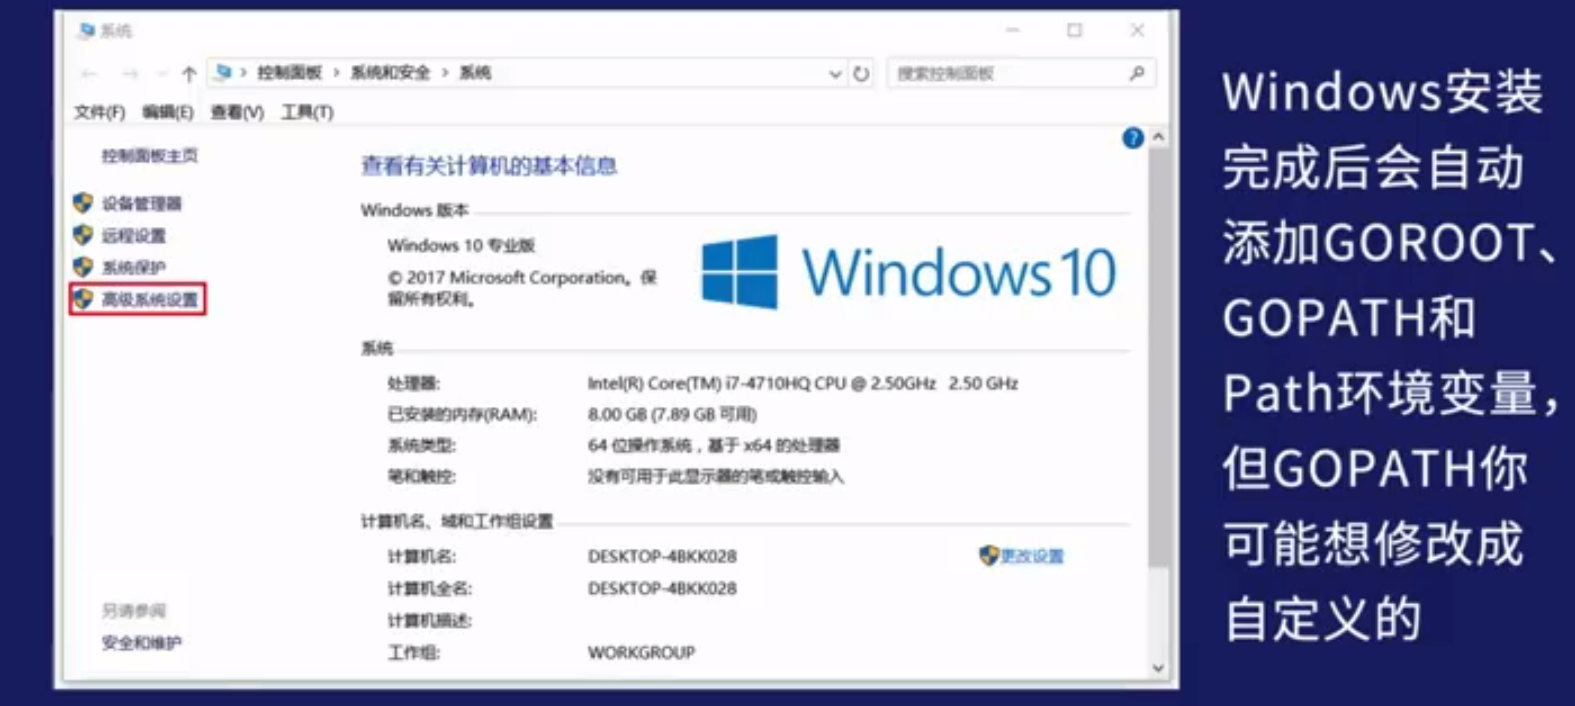 系统
控制面板 > 系统和安全 > 系统
搜索控制面板
文件(F) 编辑(E) 查看(V) 工具(T)
控制面板主页
设备管理器
远程设置
系统保护
高级系统设置
另请参阅
安全和维护
查看有关计算机的基本信息
Windows 版本
Windows 10 专业版
© 2017 Microsoft Corporation。保
留所有权利。
Windows 10
系统
处理器: Intel(R) Core(TM) i7-4710HQ CPU @ 2.50GHz 2.50 GHz
已安装的内存(RAM): 8.00 GB (7.89 GB 可用)
系统类型: 64 位操作系统，基于 x64 的处理器
笔和触控: 没有可用于此显示器的笔或触控输入
计算机名、域和工作组设置
计算机名: DESKTOP-4BKK028
更改设置
计算机全名: DESKTOP-4BKK028
计算机描述:
工作组: WORKGROUP
Windows安装
完成后会自动
添加GOROOT、
GOPATH和
Path环境变量，
但GOPATH你
可能想修改成
自定义的